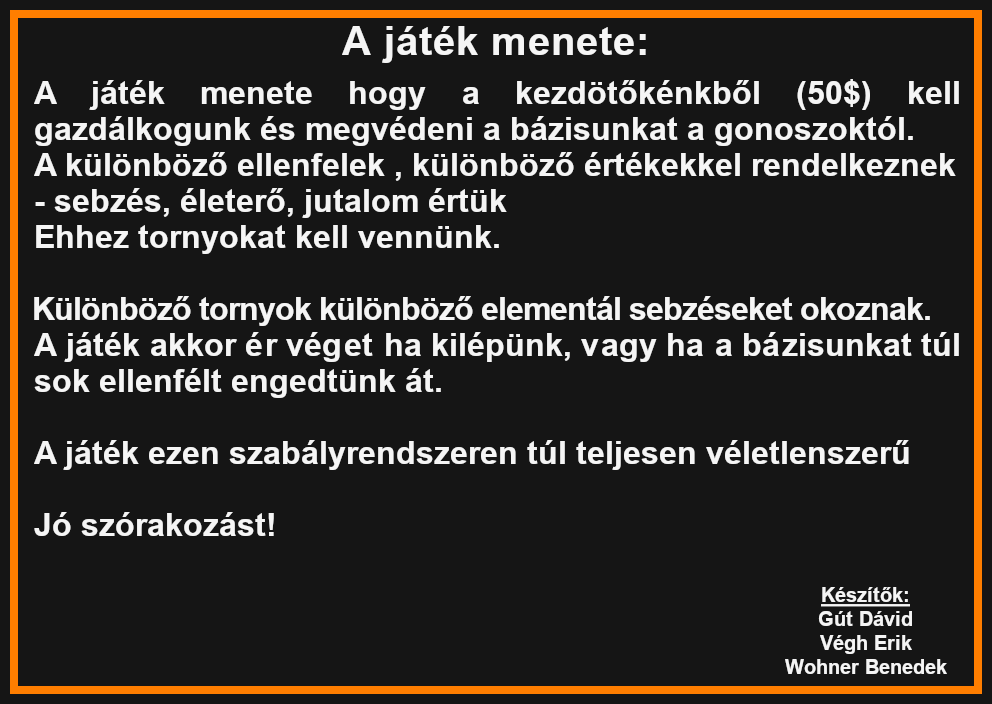 A játék menete:
A játék menete hogy a kezdötőkénkből (50$) kell
gazdálkogunk és megvédeni a bázisunkat a gonoszoktól.
A különböző ellenfelek , különböző értékekkel rendelkeznek
- sebzés, életerő, jutalom értük
Ehhez tornyokat kell vennünk.
Különböző tornyok különböző elementál sebzéseket okoznak.
A játék akkor ér véget ha kilépünk, vagy ha a bázisunkat túl
sok ellenfélt engedtünk át.
A játék ezen szabályrendszeren túl teljesen véletlenszerű
Jó szórakozást!
Készítők:
Gút Dávid
Végh Erik
Wohner Benedek